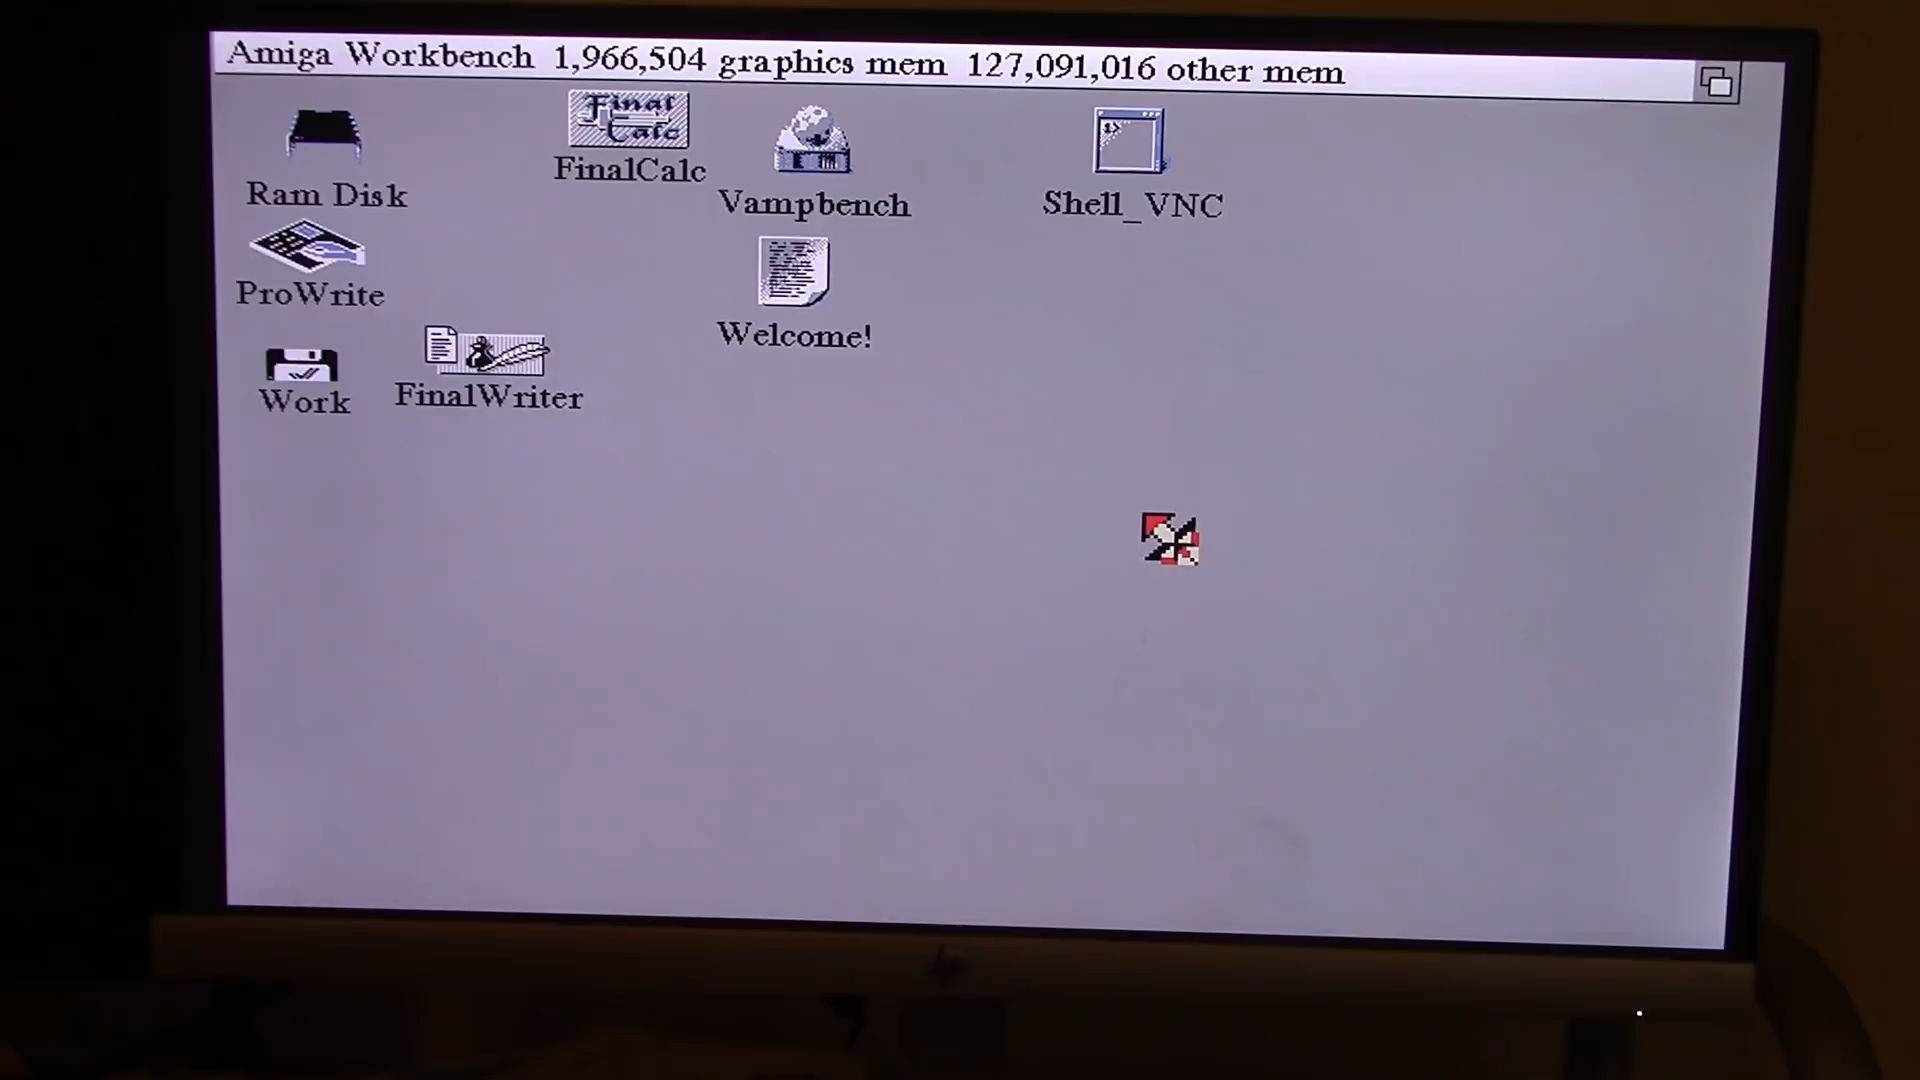 Amiga Workbench 1,966,504 graphics mem 127,091,016 other mem
Final
Calc
1>
Ram Disk
FinalCalc
Vampbench
Shell_VNC
ProWrite
Welcome!
Work
FinalWriter